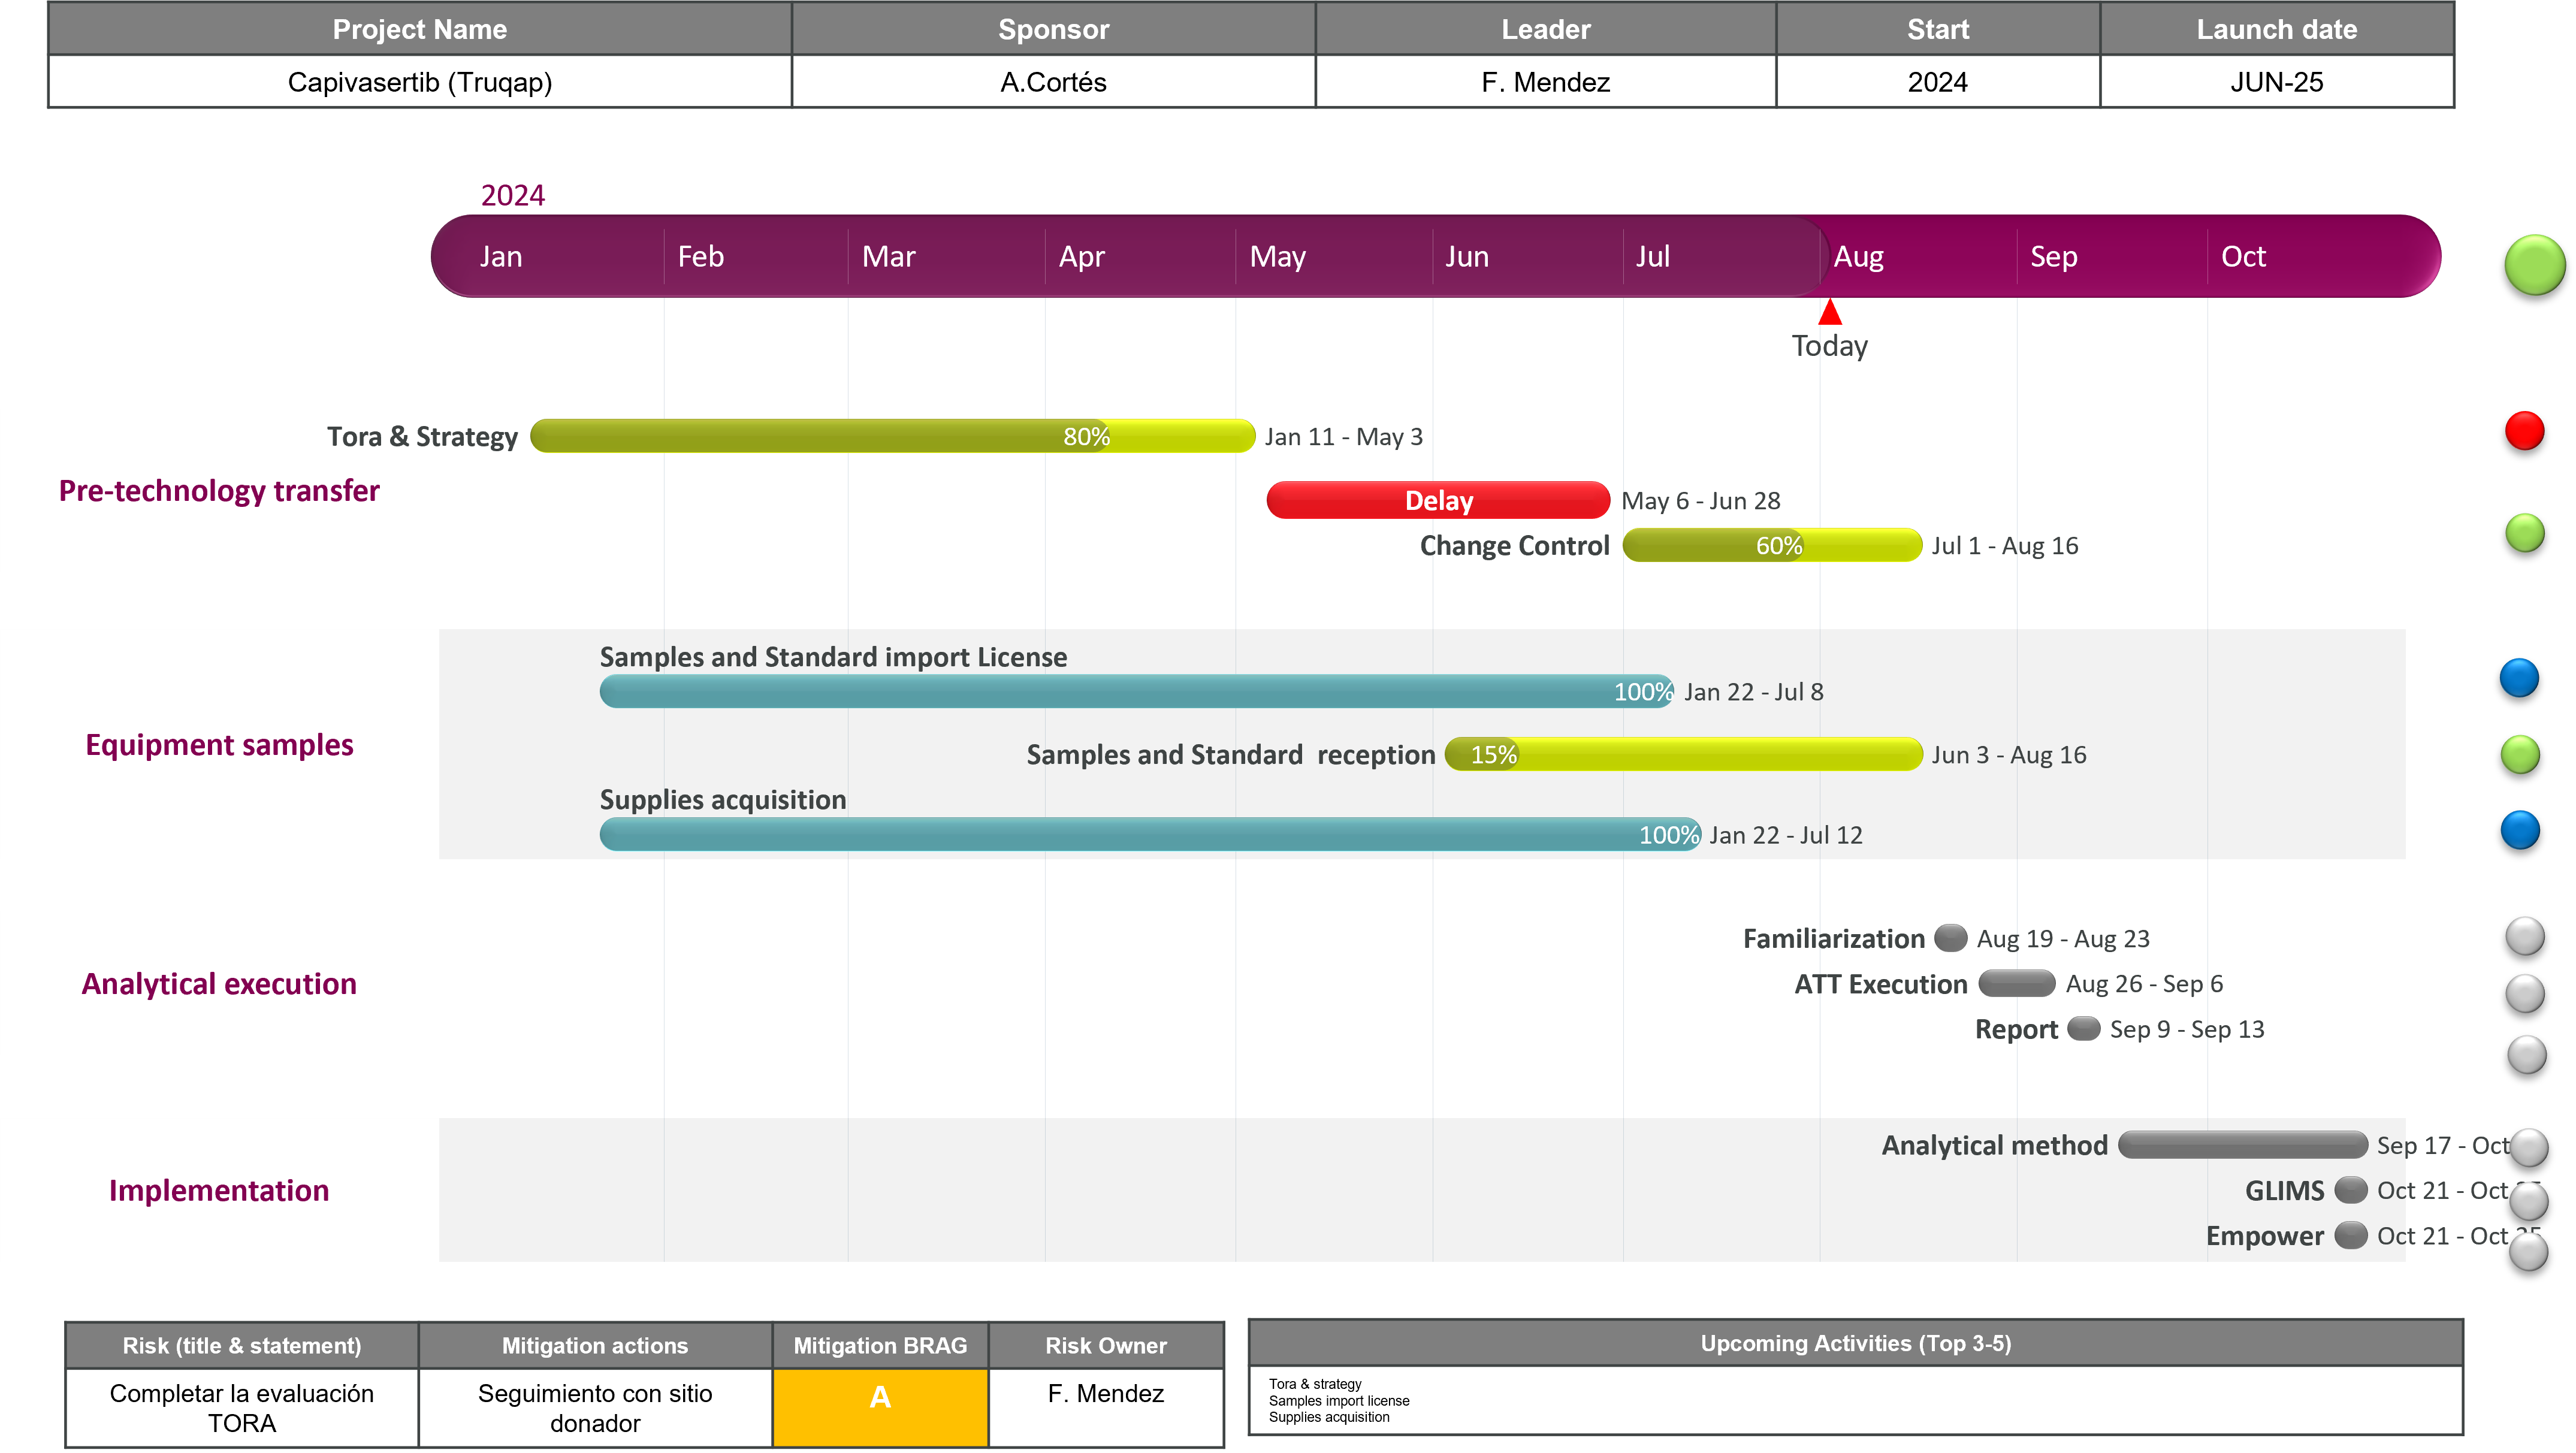 Project Name Sponsor Leader Start Launch date
Capivasertib (Truqap) A.Cortés F. Mendez 2024 JUN-25
2024
Jan Feb Mar Apr May Jun Jul Aug Sep Oct
Today
Tora & Strategy 80% Jan 11 - May 3
Pre-technology transfer
Delay May 6 - Jun 28
Change Control 60% Jul 1 - Aug 16
Samples and Standard import License
100% Jan 22 - Jul 8
Equipment samples
Samples and Standard reception 15% Jun 3 - Aug 16
Supplies acquisition
100% Jan 22 - Jul 12
Familiarization Aug 19 - Aug 23
Analytical execution
ATT Execution Aug 26 - Sep 6
Report Sep 9 - Sep 13
Analytical method Sep 17 - Oct
Implementation
GLIMS Oct 21 - Oct
Empower Oct 21 - Oct
Risk (title & statement) Mitigation actions Mitigation BRAG Risk Owner
Completar la evaluación TORA
Seguimiento con sitio donador
A
F. Mendez
Upcoming Activities (Top 3-5)
Tora & strategy
Samples import license
Supplies acquisition